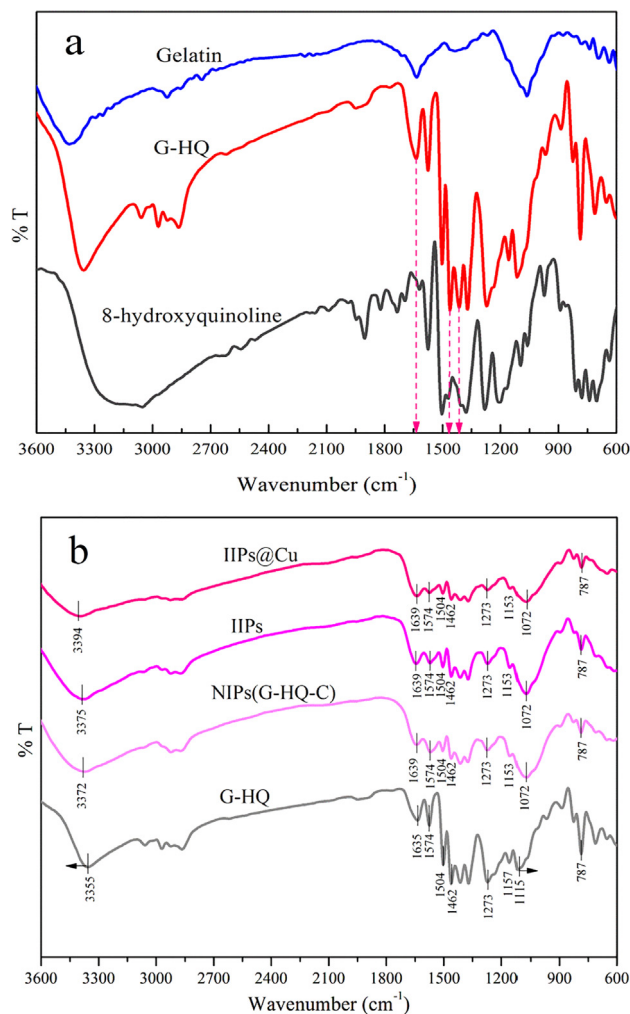 a
Gelatin
G-HQ
8-hydroxyquinoline
% T
3600 3300 3000 2700 2400 2100 1800 1500 1200 900 600
Wavenumber (cm⁻¹)
b
IIPs@Cu
3394
1639
1574
1504
1462
1273
1153
1072
787
IIPs
3375
1639
1574
1504
1462
1273
1153
1072
787
NIPs(G-HQ-C)
3372
1639
1574
1504
1462
1273
1153
1072
787
G-HQ
3355
1635
1574
1504
1462
1273
1157
1115
787
% T
3600 3300 3000 2700 2400 2100 1800 1500 1200 900 600
Wavenumber (cm⁻¹)